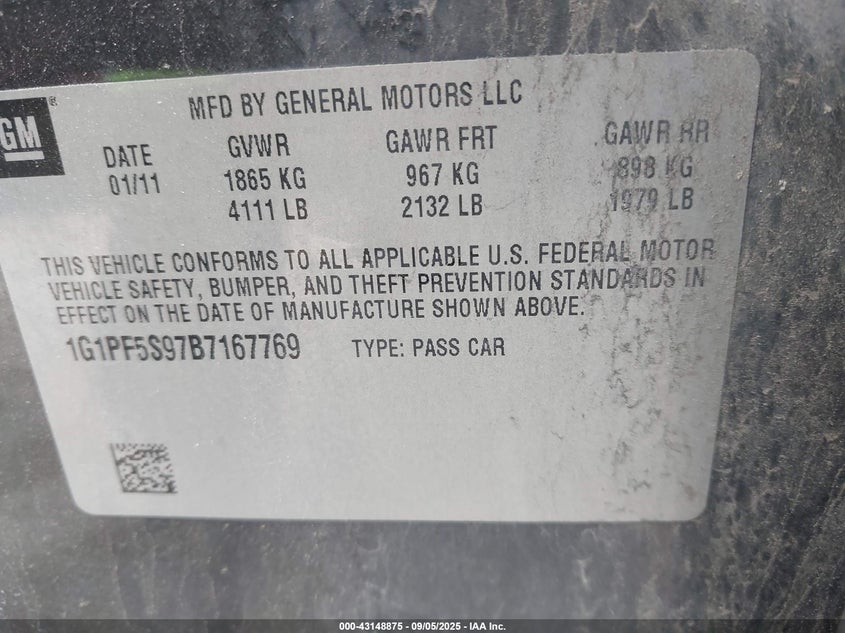 GM ®
MFD BY GENERAL MOTORS LLC
DATE GVWR GAWR FRT GAWR RR
01/11 1865 KG 967 KG 898 KG
4111 LB 2132 LB 1979 LB
THIS VEHICLE CONFORMS TO ALL APPLICABLE U.S. FEDERAL MOTOR
VEHICLE SAFETY, BUMPER, AND THEFT PREVENTION STANDARDS IN
EFFECT ON THE DATE OF MANUFACTURE SHOWN ABOVE.
1G1PF5S97B7167769 TYPE: PASS CAR
000-43148875 - 09/05/2025 - IAA Inc.